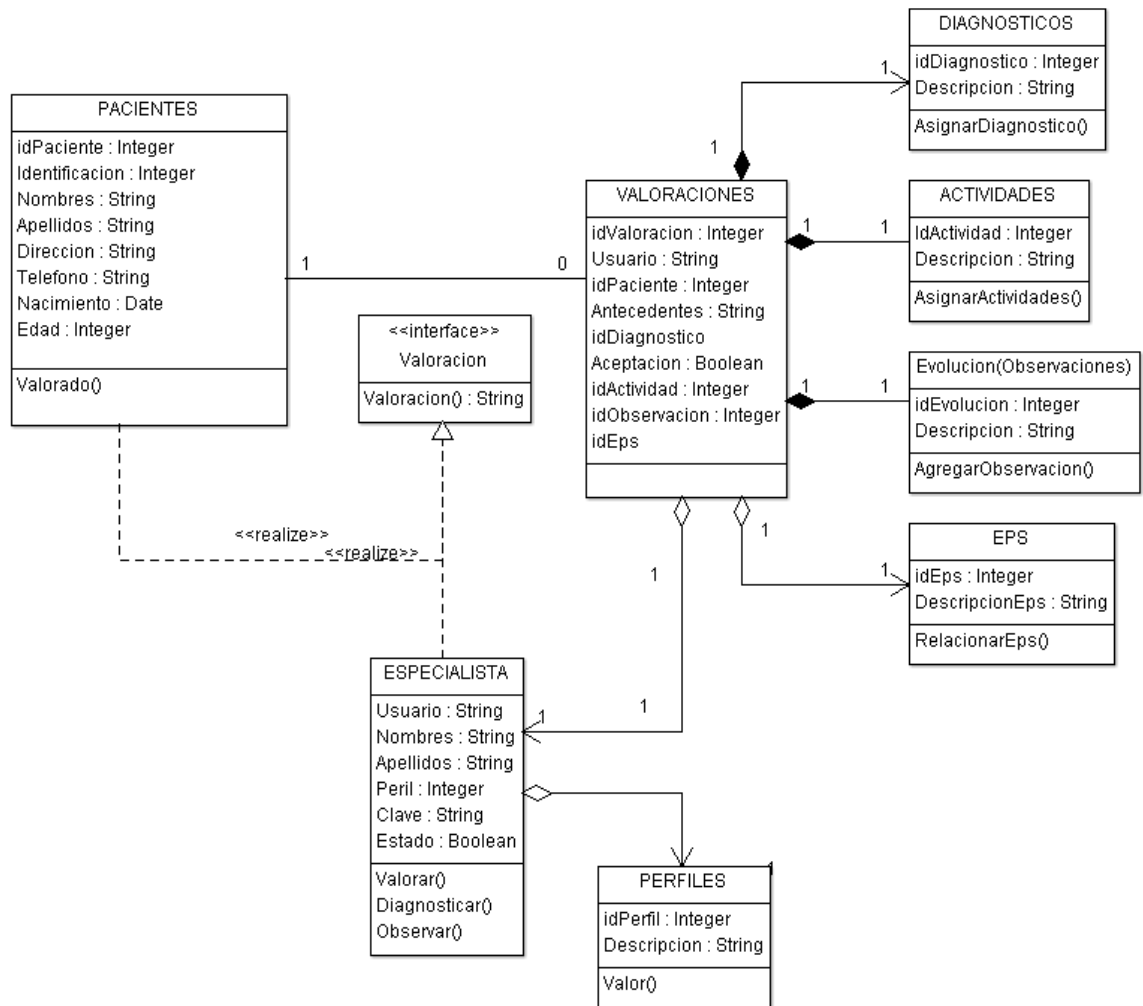 PACIENTES
idPaciente : Integer
Identificacion : Integer
Nombres : String
Apellidos : String
Direccion : String
Telefono : String
Nacimiento : Date
Edad : Integer
Valorado()
1
0
<<interface>>
Valoracion
Valoracion() : String
<<realize>>
<<realize>>
VALORACIONES
idValoracion : Integer
Usuario : String
idPaciente : Integer
Antecedentes : String
idDiagnostico
Aceptacion : Boolean
idActividad : Integer
idObservacion : Integer
idEps
1
1
DIAGNOSTICOS
idDiagnostico : Integer
Descripcion : String
AsignarDiagnostico()
1
1
ACTIVIDADES
IdActividad : Integer
Descripcion : String
AsignarActividades()
1
1
Evolucion(Observaciones)
idEvolucion : Integer
Descripcion : String
AgregarObservacion()
1
1
EPS
idEps : Integer
DescripcionEps : String
RelacionarEps()
1
1
1
ESPECIALISTA
Usuario : String
Nombres : String
Apellidos : String
Peril : Integer
Clave : String
Estado : Boolean
Valorar()
Diagnosticar()
Observar()
1
PERFILES
idPerfil : Integer
Descripcion : String
Valor()